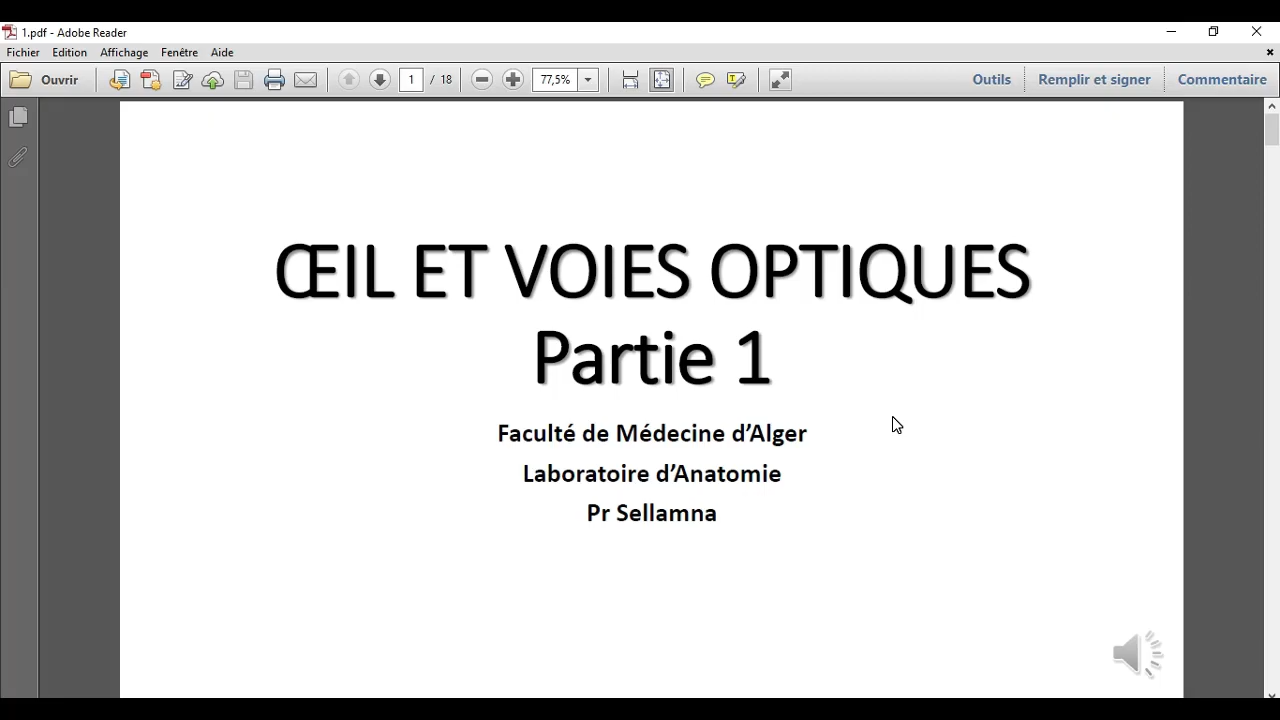 1.pdf - Adobe Reader
Fichier Edition Affichage Fenêtre Aide
Ouvrir 1 / 18 77,5% Outils Remplir et signer Commentaire
ŒIL ET VOIES OPTIQUES
Partie 1
Faculté de Médecine d’Alger
Laboratoire d’Anatomie
Pr Sellamna